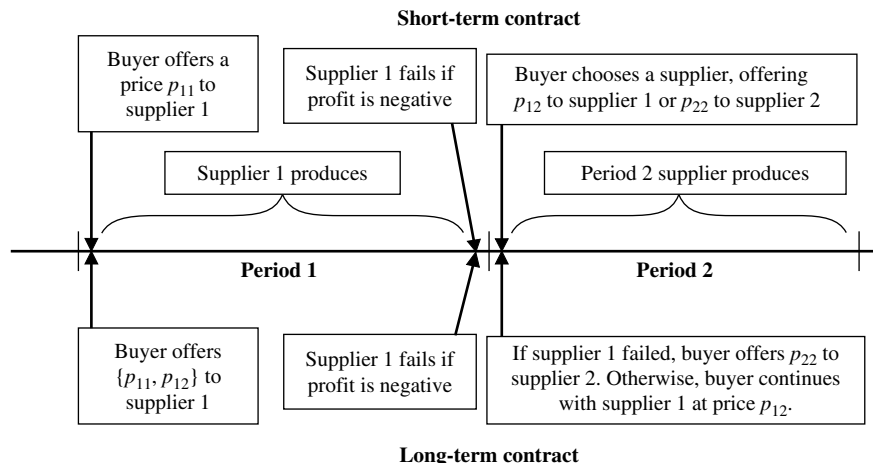 Short-term contract
Buyer offers a
price p11 to
supplier 1
Supplier 1 fails if
profit is negative
Buyer chooses a supplier, offering
p12 to supplier 1 or p22 to supplier 2
Supplier 1 produces
Period 2 supplier produces
Period 1
Period 2
Buyer offers
{p11, p12} to
supplier 1
Supplier 1 fails if
profit is negative
If supplier 1 failed, buyer offers p22 to
supplier 2. Otherwise, buyer continues
with supplier 1 at price p12.
Long-term contract